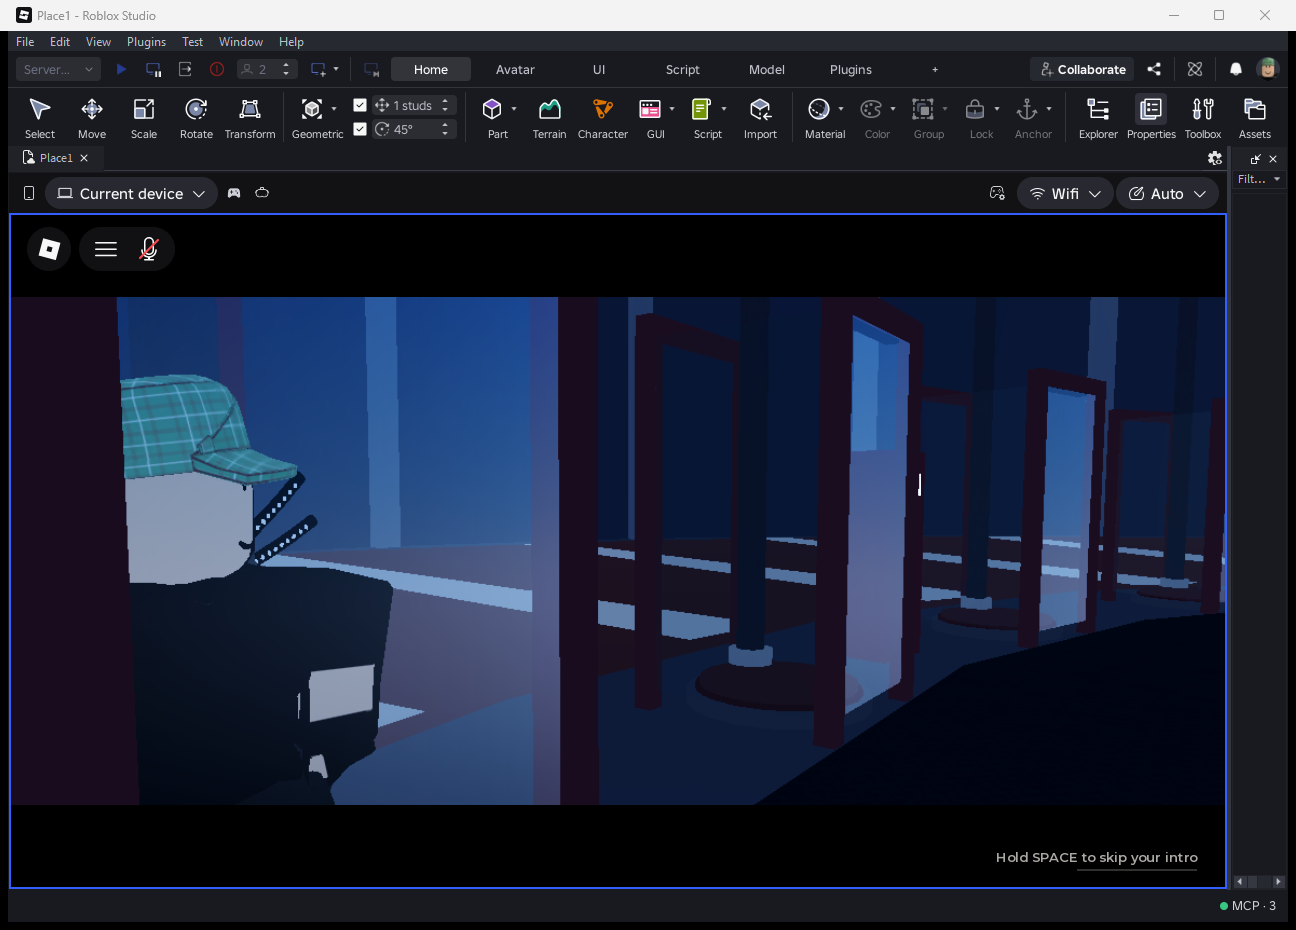 Place1 - Roblox Studio
File Edit View Plugins Test Window Help
Server... 2 Home Avatar UI Script Model Plugins + Collaborate
1 studs
45°
Select Move Scale Rotate Transform Geometric Part Terrain Character GUI Script Import Material Color Group Lock Anchor Explorer Properties Toolbox Assets
Place1
Filt...
Current device Wifi Auto
Hold SPACE to skip your intro
MCP · 3